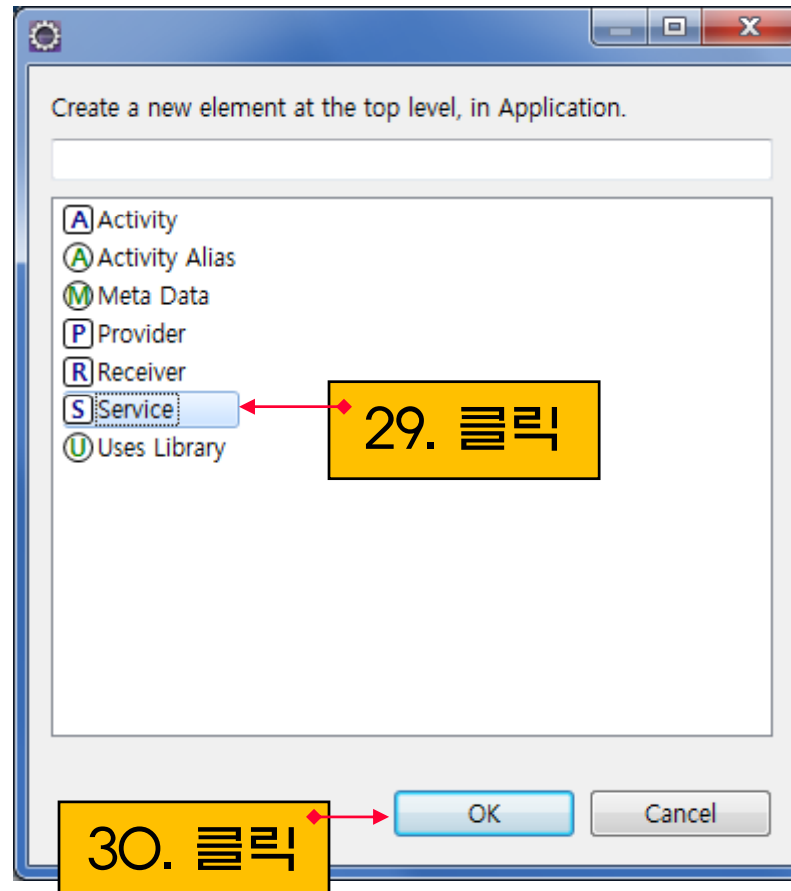 Create a new element at the top level, in Application.
A Activity
A Activity Alias
M Meta Data
P Provider
R Receiver
S Service
29. 클릭
U Uses Library
OK
Cancel
30. 클릭